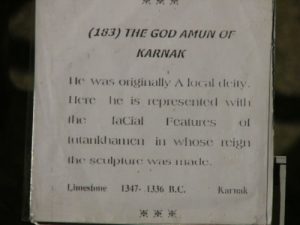 ※ ※ ※
(183) THE GOD AMUN OF
KARNAK
He was originally A local deity.
Here he is represented with
the faCial Features of
tutankhamen in whose reign
the sculpture was made.
Limestone 1347- 1336 B.C. Karnak
※ ※ ※